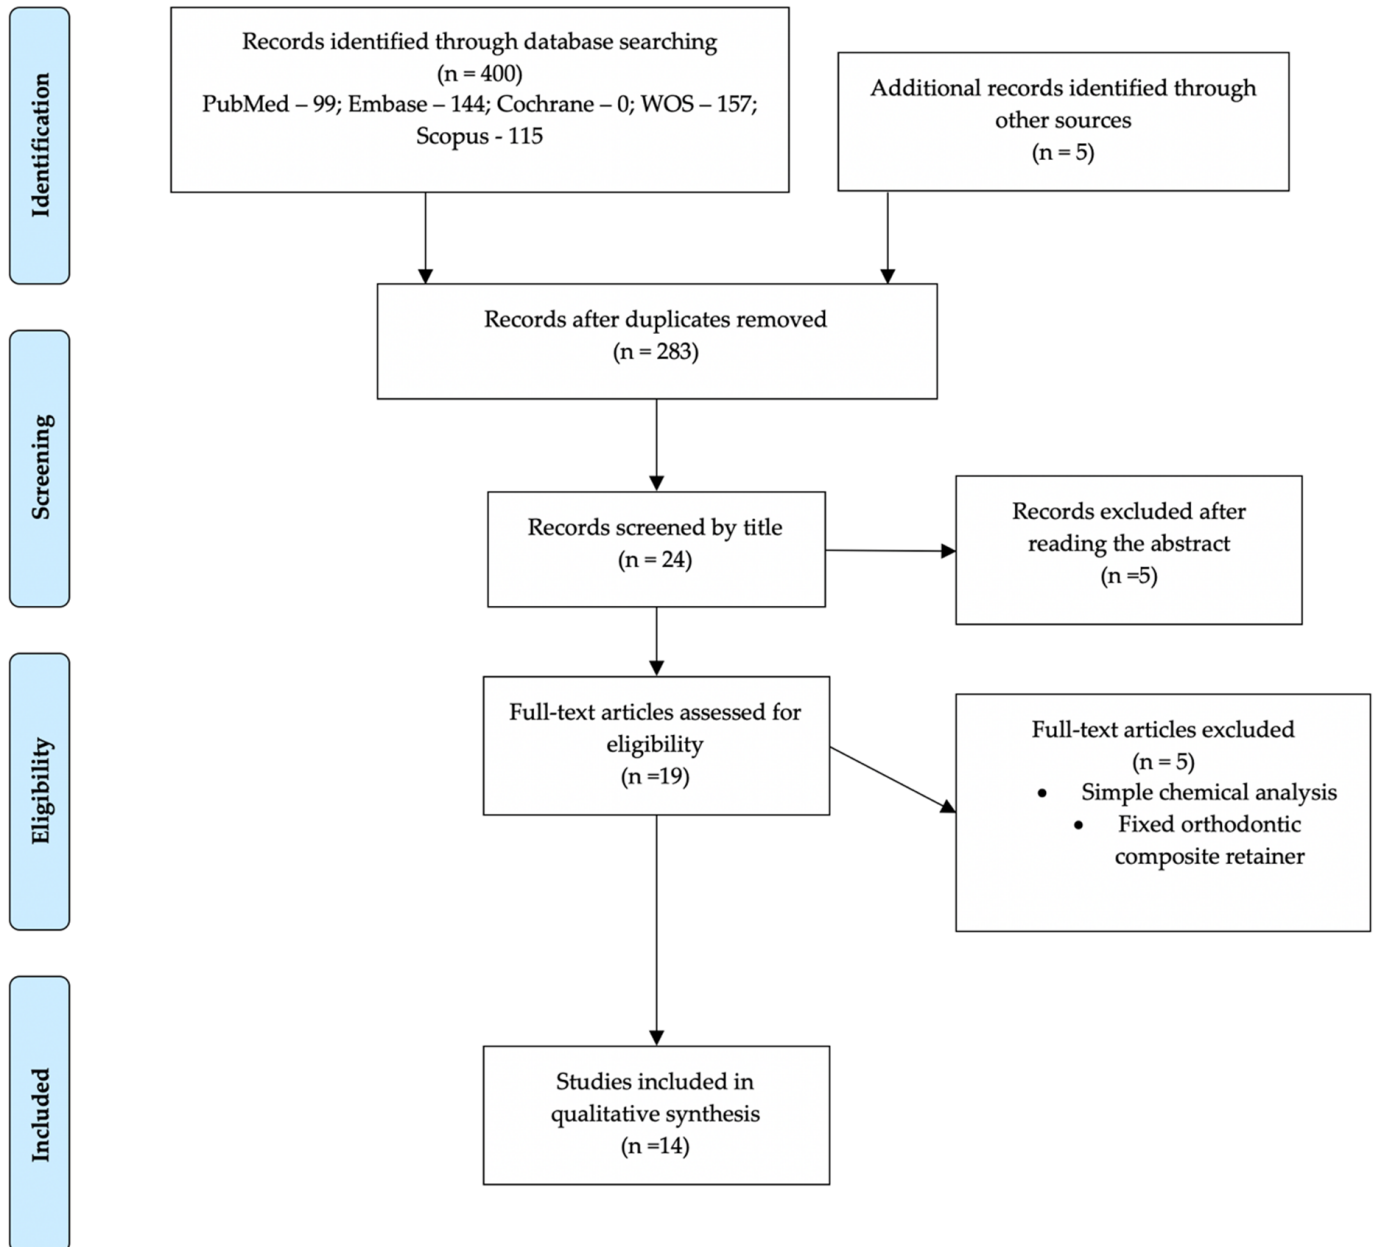 Identification
Records identified through database searching
(n = 400)
PubMed – 99; Embase – 144; Cochrane – 0; WOS – 157;
Scopus - 115
Additional records identified through
other sources
(n = 5)
Records after duplicates removed
(n = 283)
Screening
Records screened by title
(n = 24)
Records excluded after
reading the abstract
(n =5)
Eligibility
Full-text articles assessed for
eligibility
(n =19)
Full-text articles excluded
(n = 5)
• Simple chemical analysis
• Fixed orthodontic
composite retainer
Included
Studies included in
qualitative synthesis
(n =14)